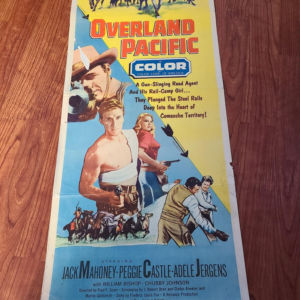 OVERLAND
PACIFIC
COLOR
A Gun-Slinging Road Agent
And His Rail-Camp Girl...
They Plunged The Steel Rails
Deep Into the Heart of
Comanche Territory!
JACK MAHONEY·PEGGIE CASTLE·ADELE JERGENS
with WILLIAM BISHOP · CHUBBY JOHNSON